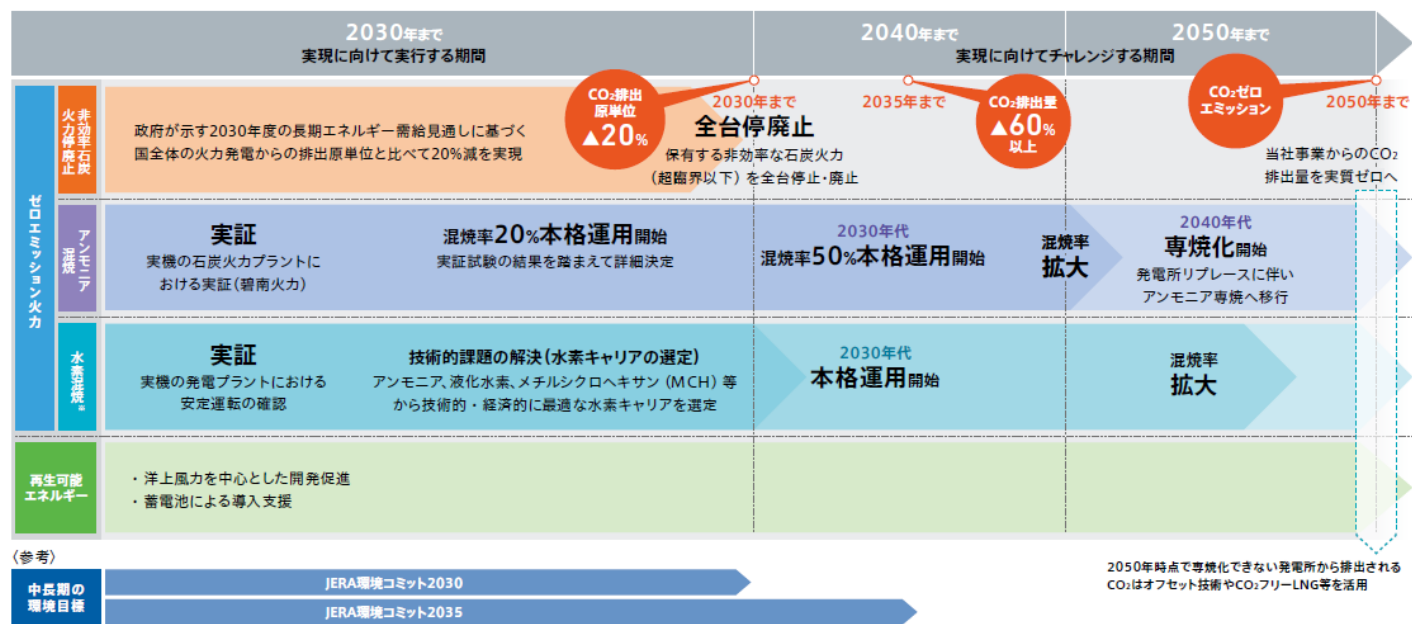 2030年まで
実現に向けて実行する期間
2040年まで
2050年まで
実現に向けてチャレンジする期間
ゼロエミッション火力
非効率石炭
火力停廃止
政府が示す2030年度の長期エネルギー需給見通しに基づく
国全体の火力発電からの排出原単位と比べて20%減を実現
CO₂排出
原単位
▲20%
2030年まで
全台停廃止
保有する非効率な石炭火力
（超臨界以下）を全台停止・廃止
2035年まで
CO₂排出量
▲60%
以上
CO₂ゼロ
エミッション
2050年まで
当社事業からのCO₂
排出量を実質ゼロへ
アンモニア
混焼
実証
実機の石炭火力プラントに
おける実証（碧南火力）
混焼率20%本格運用開始
実証試験の結果を踏まえて詳細決定
2030年代
混焼率50%本格運用開始
混焼率
拡大
2040年代
専焼化開始
発電所リプレースに伴い
アンモニア専焼へ移行
水素混焼※
実証
実機の発電プラントにおける
安定運転の確認
技術的課題の解決（水素キャリアの選定）
アンモニア、液化水素、メチルシクロヘキサン（MCH）等
から技術的・経済的に最適な水素キャリアを選定
2030年代
本格運用開始
混焼率
拡大
再生可能
エネルギー
・洋上風力を中心とした開発促進
・蓄電池による導入支援
〈参考〉
中長期の
環境目標
JERA環境コミット2030
JERA環境コミット2035
2050年時点で専焼化できない発電所から排出される
CO₂はオフセット技術やCO₂フリーLNG等を活用